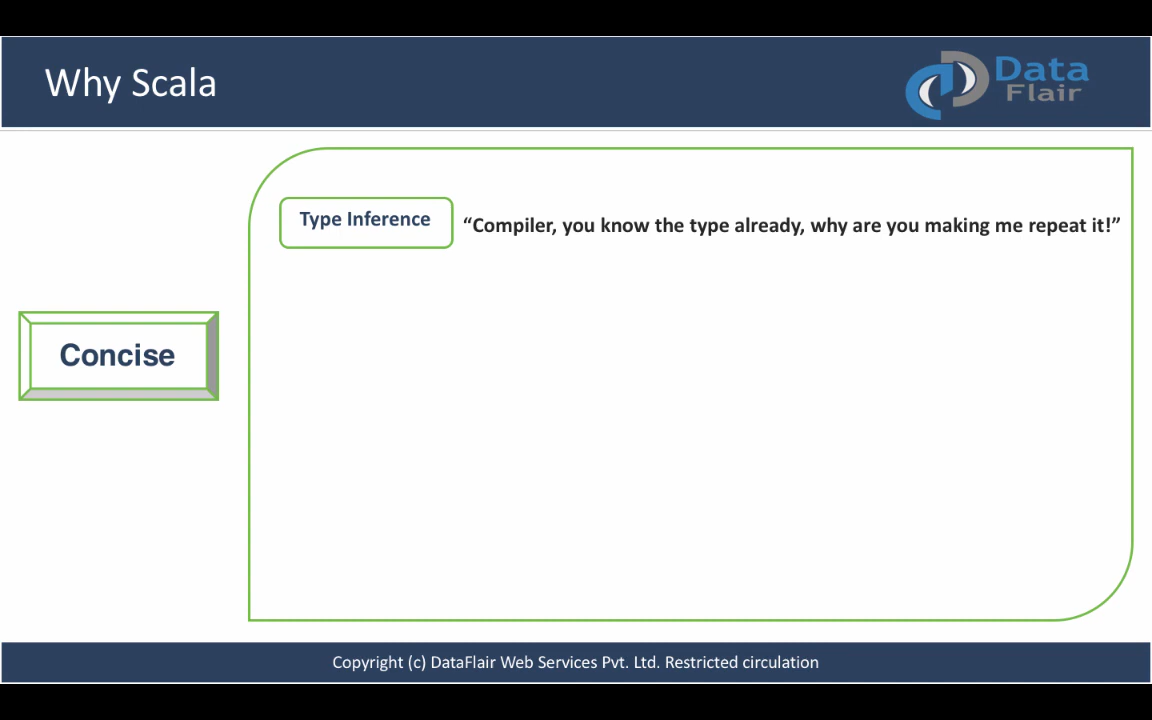 Why Scala
Data
Flair
Type Inference
“Compiler, you know the type already, why are you making me repeat it!”
Concise
Copyright (c) DataFlair Web Services Pvt. Ltd. Restricted circulation